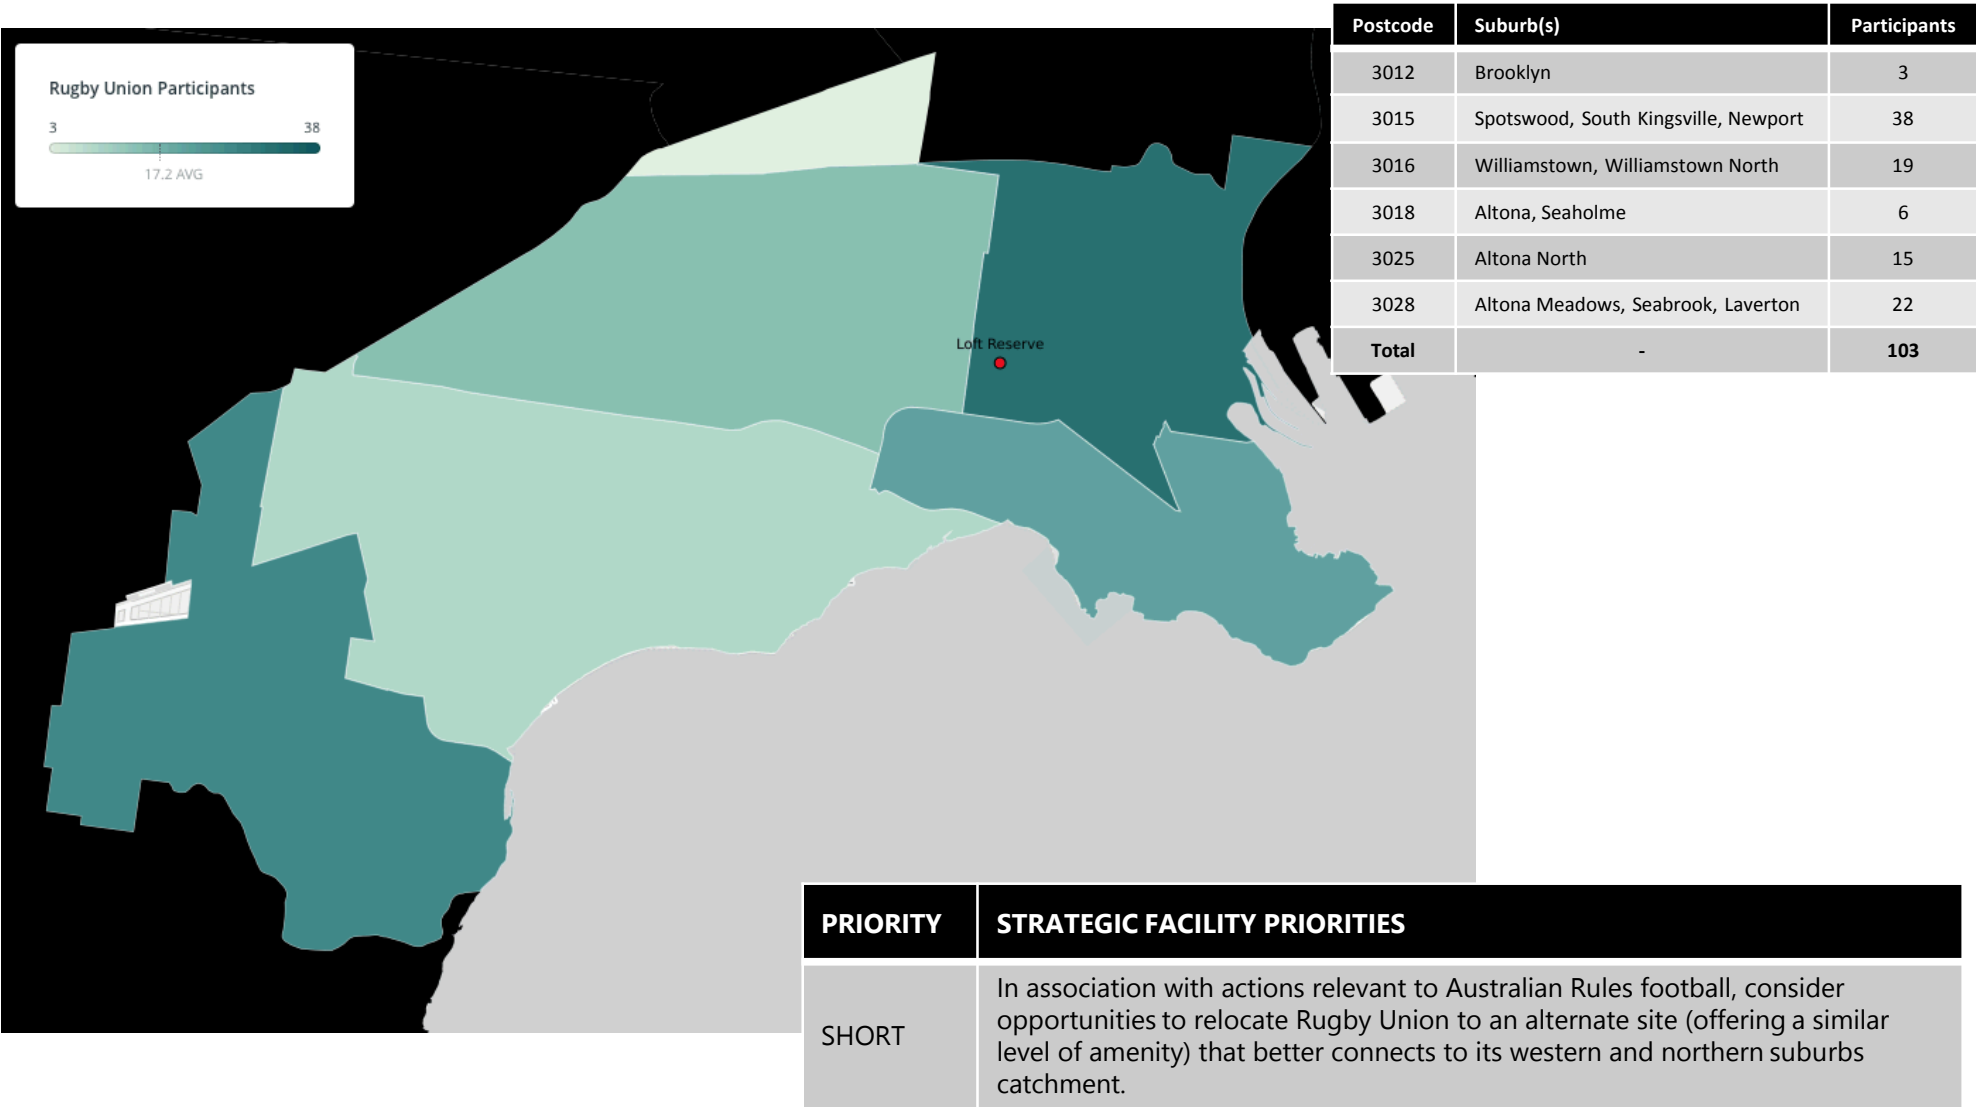 Rugby Union Participants
3 38
17.2 AVG
Loft Reserve
Postcode Suburb(s) Participants
3012 Brooklyn 3
3015 Spotswood, South Kingsville, Newport 38
3016 Williamstown, Williamstown North 19
3018 Altona, Seaholme 6
3025 Altona North 15
3028 Altona Meadows, Seabrook, Laverton 22
Total - 103
PRIORITY STRATEGIC FACILITY PRIORITIES
SHORT
In association with actions relevant to Australian Rules football, consider
opportunities to relocate Rugby Union to an alternate site (offering a similar
level of amenity) that better connects to its western and northern suburbs
catchment.